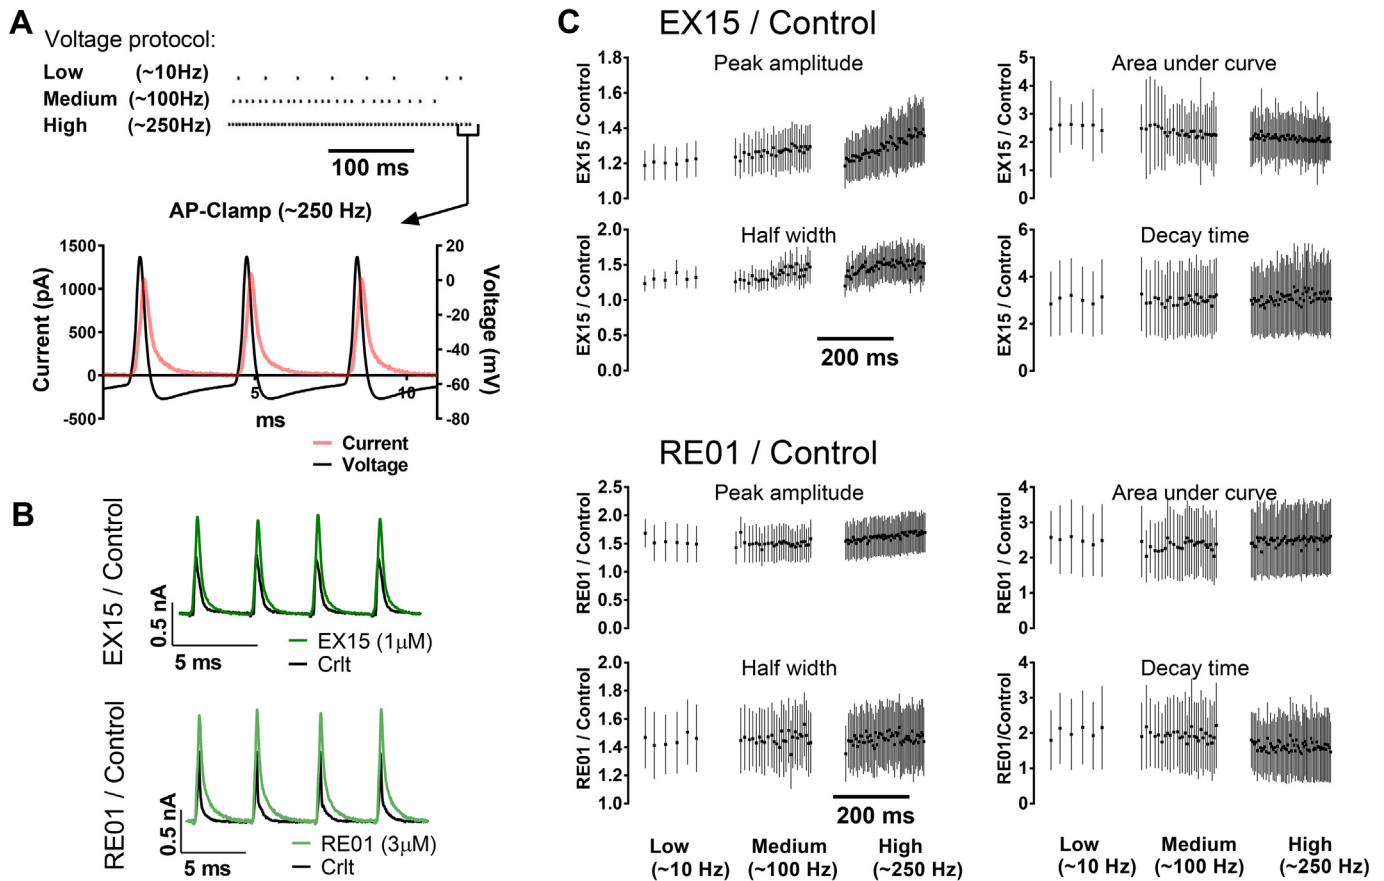 A
Voltage protocol:
Low (~10Hz)
Medium (~100Hz)
High (~250Hz)
100 ms
AP-Clamp (~250 Hz)
1500
1000
500
0
-500
Current (pA)
20
0
-20
-40
-60
-80
Voltage (mV)
5
10
ms
Current
Voltage
B
EX15 / Control
0.5 nA
5 ms
EX15 (1µM)
Crlt
RE01 / Control
0.5 nA
5 ms
RE01 (3µM)
Crlt
C
EX15 / Control
Peak amplitude
EX15 / Control
1.8
1.6
1.4
1.2
1.0
Area under curve
EX15 / Control
5
4
3
2
1
0
Half width
EX15 / Control
2.0
1.5
1.0
0.5
0.0
200 ms
Decay time
EX15 / Control
6
4
2
0
RE01 / Control
Peak amplitude
RE01 / Control
2.5
2.0
1.5
1.0
0.5
0.0
Area under curve
RE01 / Control
4
3
2
1
0
Half width
RE01 / Control
2.0
1.8
1.6
1.4
1.2
1.0
200 ms
Decay time
RE01/Control
4
3
2
1
0
Low Medium High
(~10 Hz) (~100 Hz) (~250 Hz)
Low Medium High
(~10 Hz) (~100 Hz) (~250 Hz)